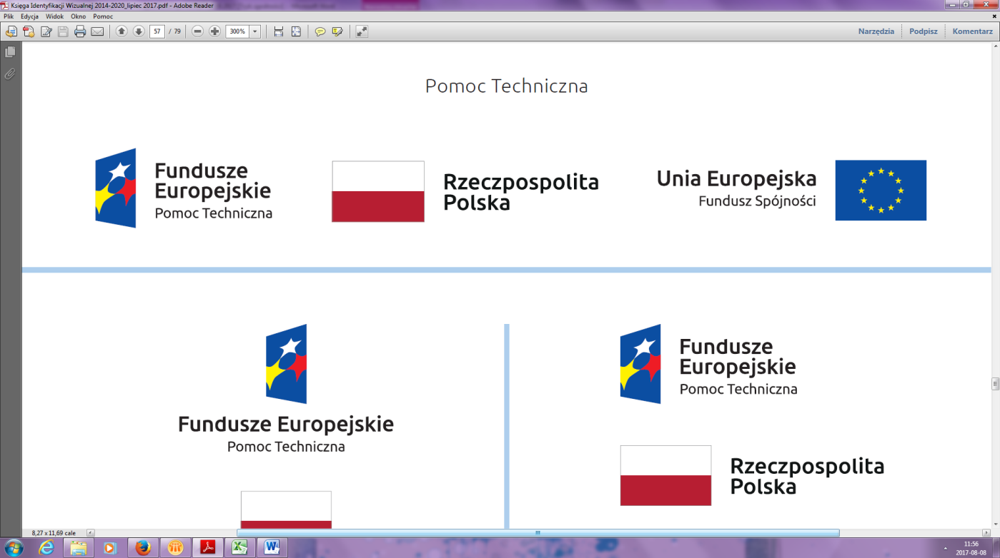 Księga Identyfikacji Wizualnej 2014-2020_lipiec 2017.pdf - Adobe Reader
Plik Edycja Widok Okno Pomoc
57 / 79 300% Narzędzia Podpisz Komentarz
Pomoc Techniczna
Fundusze
Europejskie
Pomoc Techniczna
Rzeczpospolita
Polska
Unia Europejska
Fundusz Spójności
Fundusze Europejskie
Pomoc Techniczna
Fundusze
Europejskie
Pomoc Techniczna
Rzeczpospolita
Polska
8,27 x 11,69 cale
11:56
2017-08-08